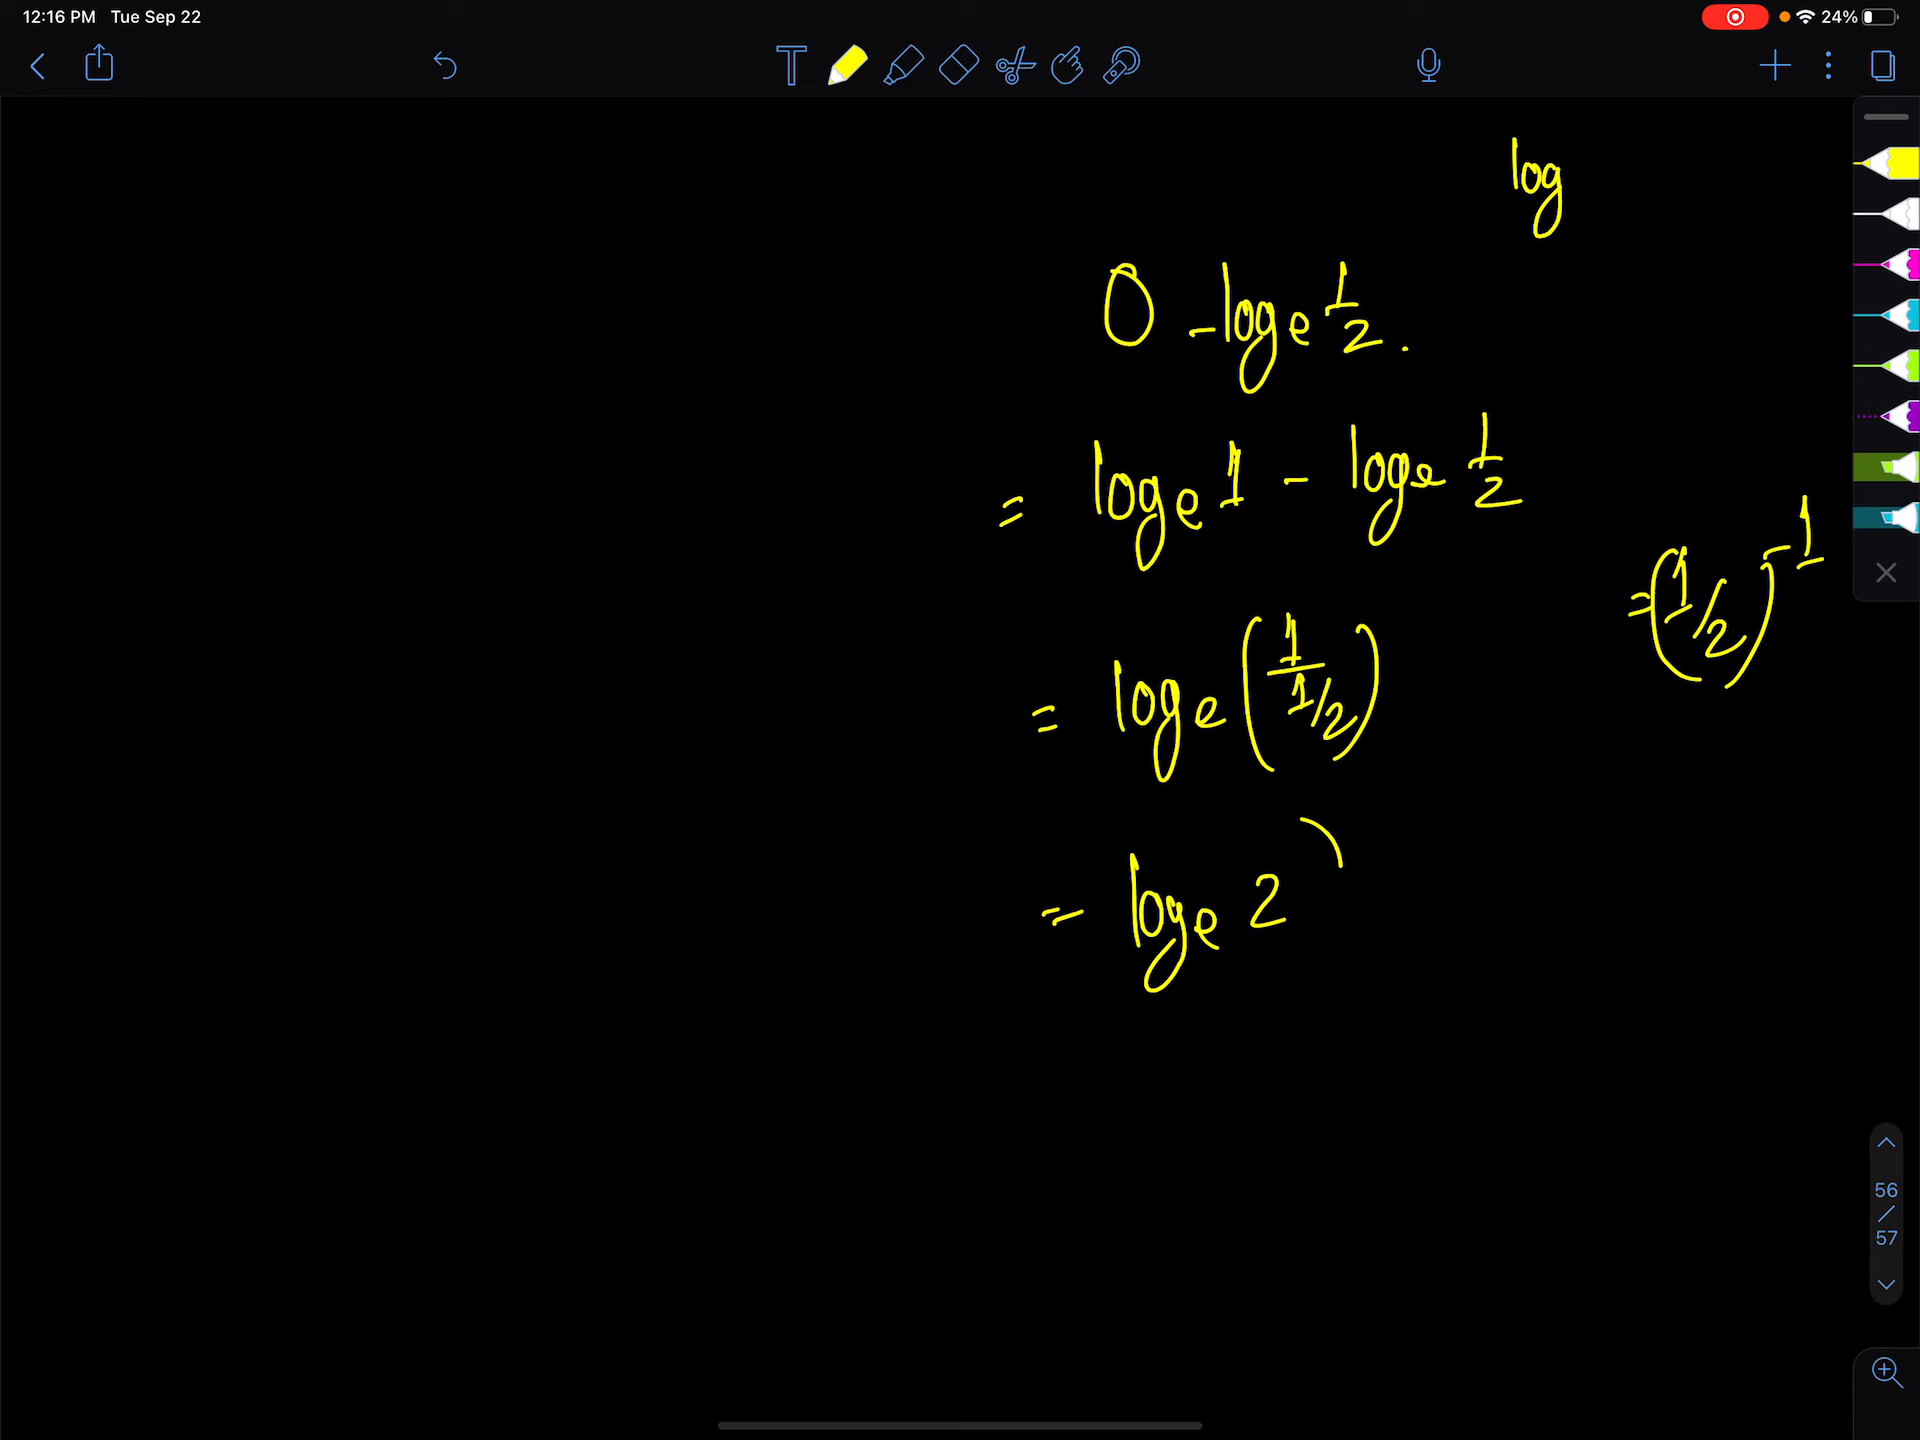 12:16 PM Tue Sep 22
24%
log
0 - logₑ 1/2 .
= logₑ 1 - logₑ 1/2
= (1/2)⁻¹
= logₑ (1/(1/2))
= logₑ 2 )
56
/
57